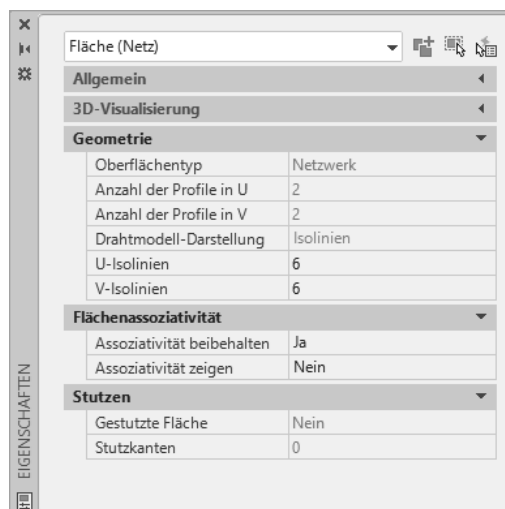 Fläche (Netz)
Allgemein
3D-Visualisierung
Geometrie
Oberflächentyp Netzwerk
Anzahl der Profile in U 2
Anzahl der Profile in V 2
Drahtmodell-Darstellung Isolinien
U-Isolinien 6
V-Isolinien 6
Flächenassoziativität
Assoziativität beibehalten Ja
Assoziativität zeigen Nein
Stutzen
Gestutzte Fläche Nein
Stutzkanten 0
EIGENSCHAFTEN